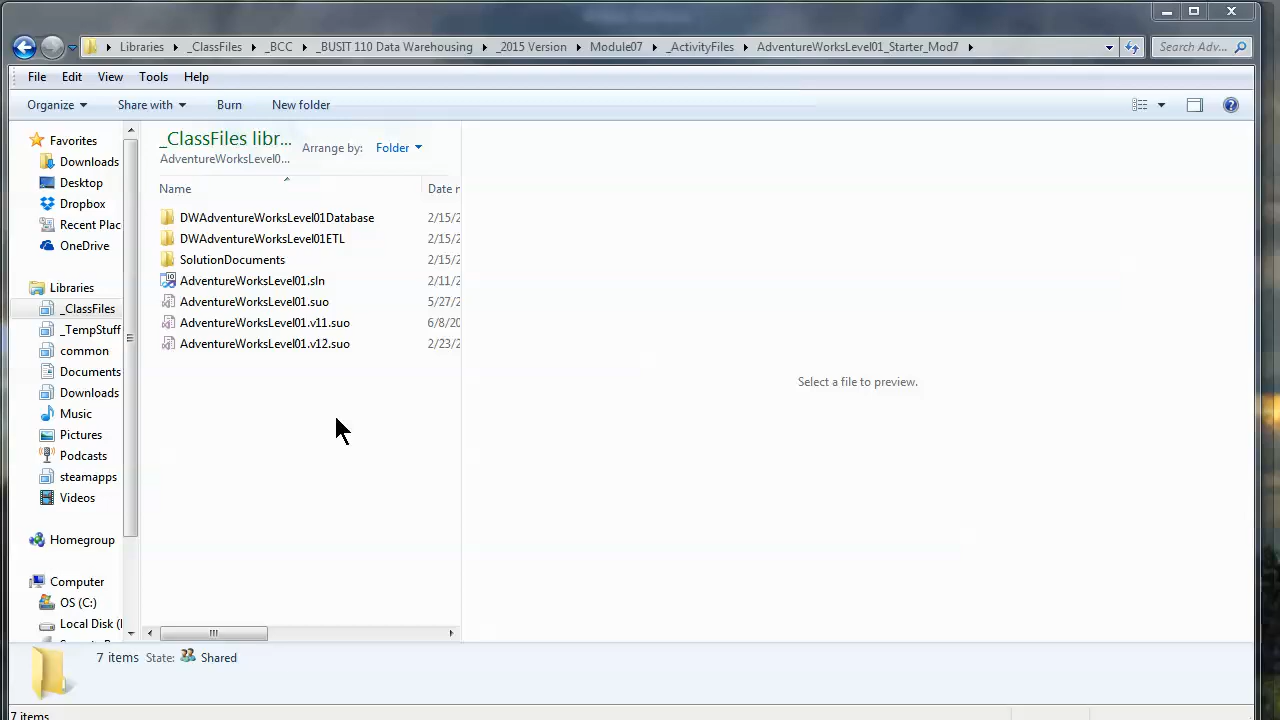 Libraries _ClassFiles _BCC _BUSIT 110 Data Warehousing _2015 Version Module07 _ActivityFiles AdventureWorksLevel01_Starter_Mod7 Search Adv...
File Edit View Tools Help
Organize Share with Burn New folder
Favorites
Downloads
Desktop
Dropbox
Recent Plac
OneDrive
Libraries
_ClassFiles
_TempStuff
common
Documents
Downloads
Music
Pictures
Podcasts
steamapps
Videos
Homegroup
Computer
OS (C:)
Local Disk (
_ClassFiles libr...
AdventureWorksLevel0...
Arrange by: Folder
Name Date
DWAdventureWorksLevel01Database 2/15/2
DWAdventureWorksLevel01ETL 2/15/2
SolutionDocuments 2/15/2
AdventureWorksLevel01.sln 2/11/2
AdventureWorksLevel01.suo 5/27/2
AdventureWorksLevel01.v11.suo 6/8/20
AdventureWorksLevel01.v12.suo 2/23/2
Select a file to preview.
7 items State: Shared
7 items